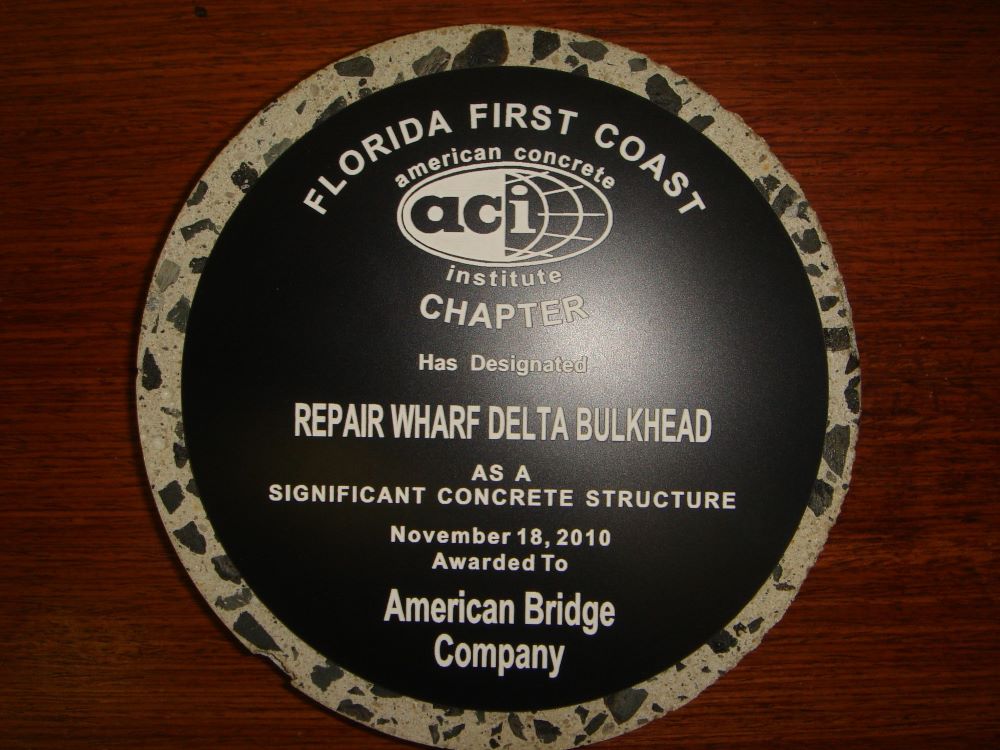 FLORIDA FIRST COAST
american concrete
aci
institute
CHAPTER
Has Designated
REPAIR WHARF DELTA BULKHEAD
AS A
SIGNIFICANT CONCRETE STRUCTURE
November 18, 2010
Awarded To
American Bridge
Company